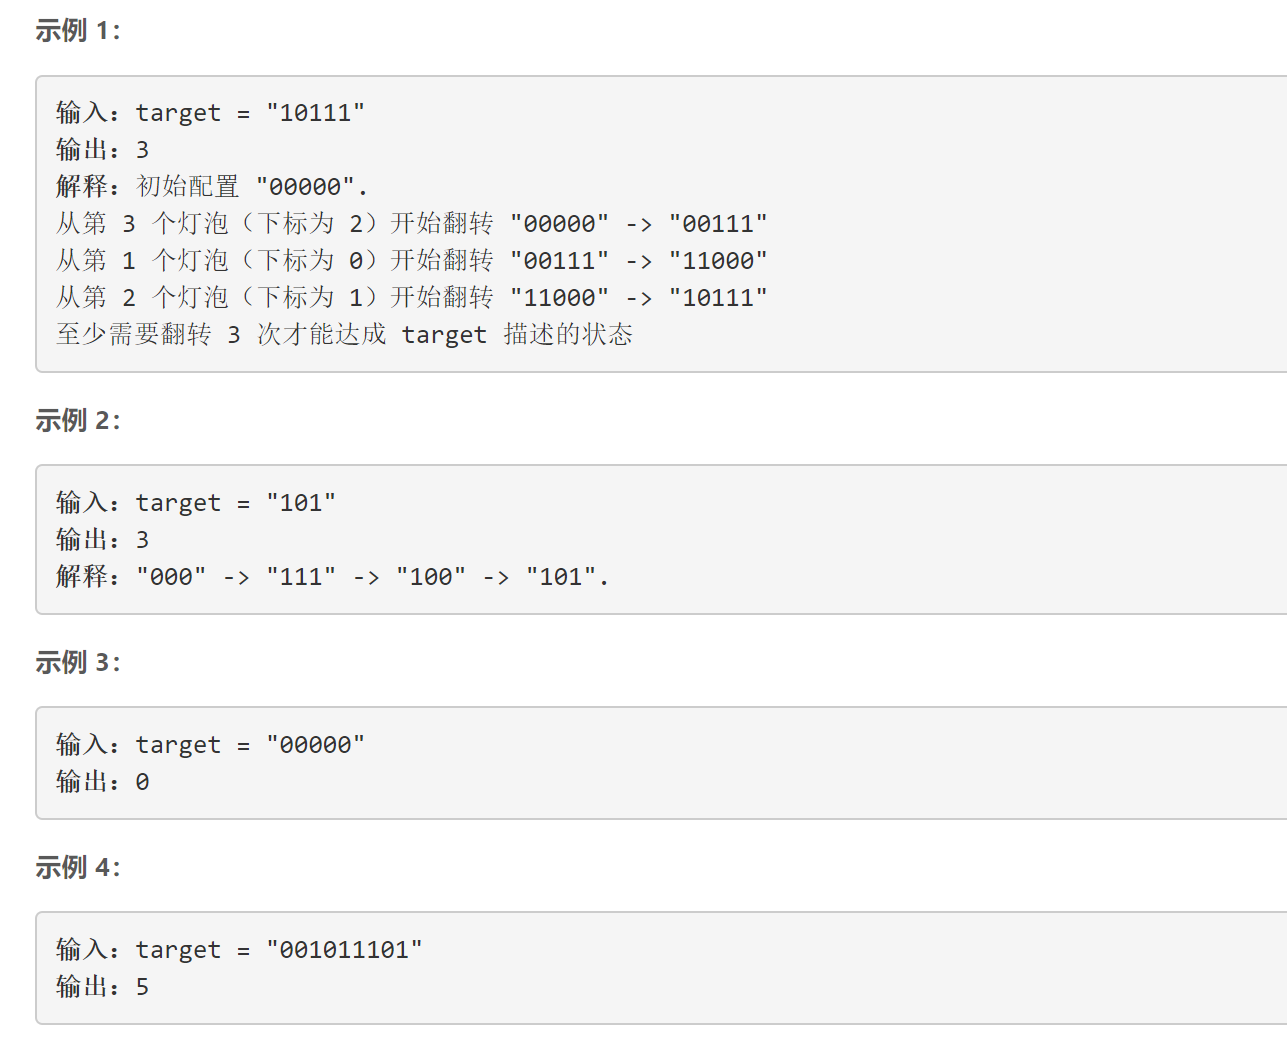 示例 1：
输入：target = "10111"
输出：3
解释：初始配置 "00000".
从第 3 个灯泡（下标为 2）开始翻转 "00000" -> "00111"
从第 1 个灯泡（下标为 0）开始翻转 "00111" -> "11000"
从第 2 个灯泡（下标为 1）开始翻转 "11000" -> "10111"
至少需要翻转 3 次才能达成 target 描述的状态
示例 2：
输入：target = "101"
输出：3
解释："000" -> "111" -> "100" -> "101".
示例 3：
输入：target = "00000"
输出：0
示例 4：
输入：target = "001011101"
输出：5